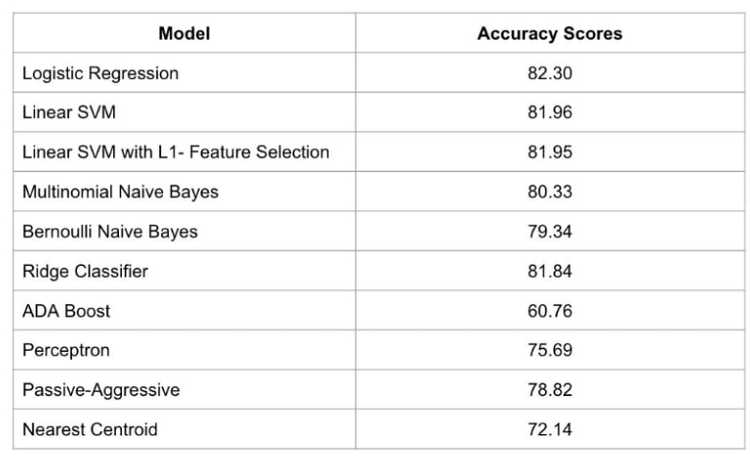 Model Accuracy Scores
Logistic Regression 82.30
Linear SVM 81.96
Linear SVM with L1- Feature Selection 81.95
Multinomial Naive Bayes 80.33
Bernoulli Naive Bayes 79.34
Ridge Classifier 81.84
ADA Boost 60.76
Perceptron 75.69
Passive-Aggressive 78.82
Nearest Centroid 72.14